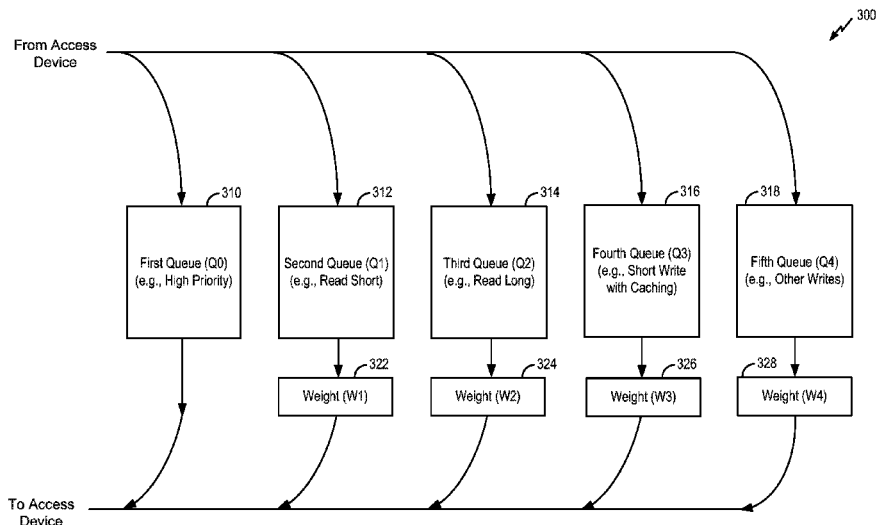 300
From Access
Device
310
312
314
316
318
First Queue (Q0)
(e.g., High Priority)
Second Queue (Q1)
(e.g., Read Short)
Third Queue (Q2)
(e.g., Read Long)
Fourth Queue (Q3)
(e.g., Short Write
with Caching)
Fifth Queue (Q4)
(e.g., Other Writes)
322
324
326
328
Weight (W1)
Weight (W2)
Weight (W3)
Weight (W4)
To Access
Device